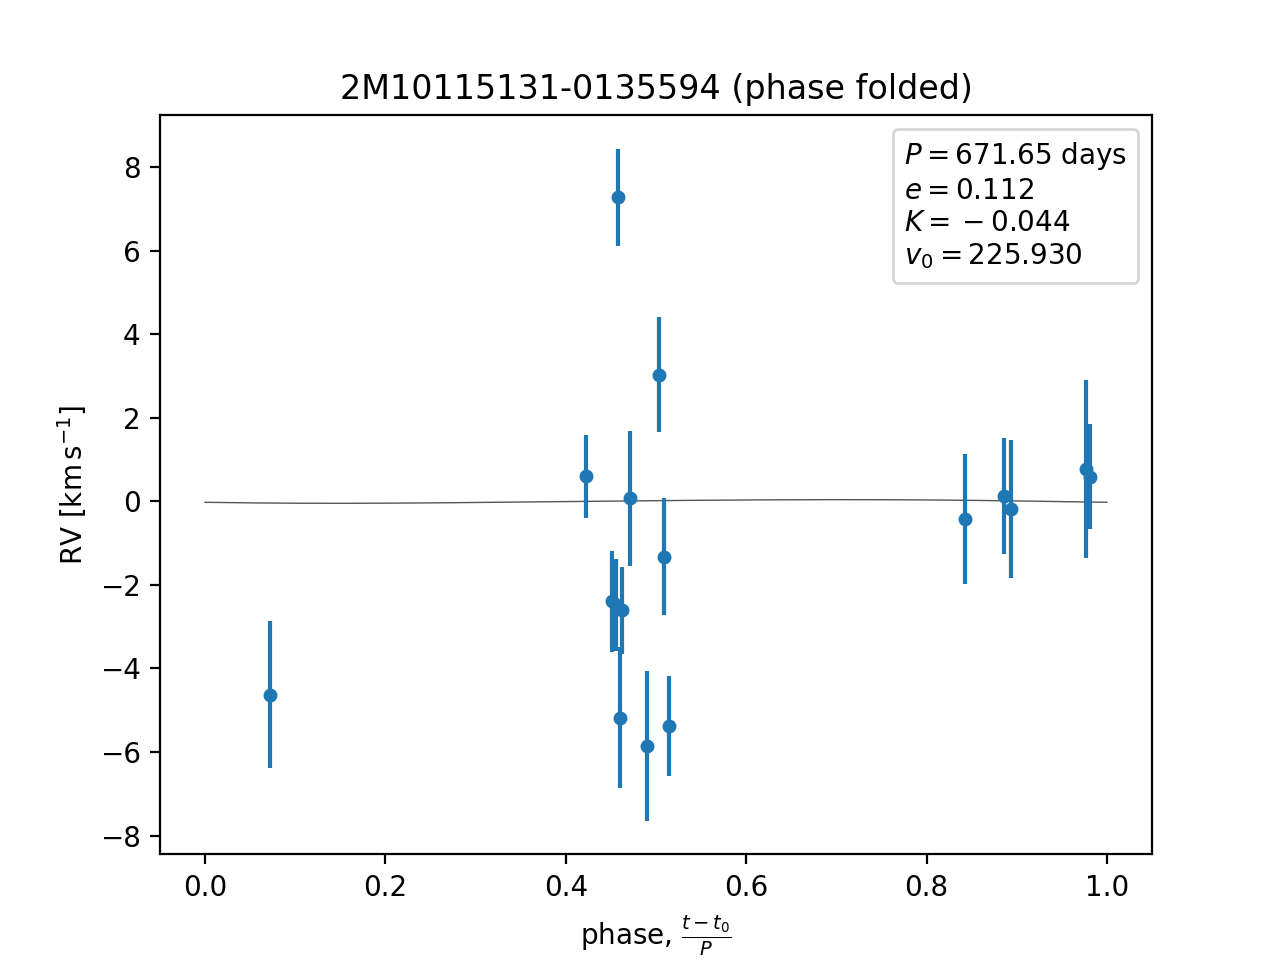 2M10115131-0135594 (phase folded)
P = 671.65 days
e = 0.112
K = −0.044
v₀ = 225.930
8
6
4
2
0
−2
−4
−6
−8
RV [km s⁻¹]
0.0 0.2 0.4 0.6 0.8 1.0
phase, (t − t₀)/P